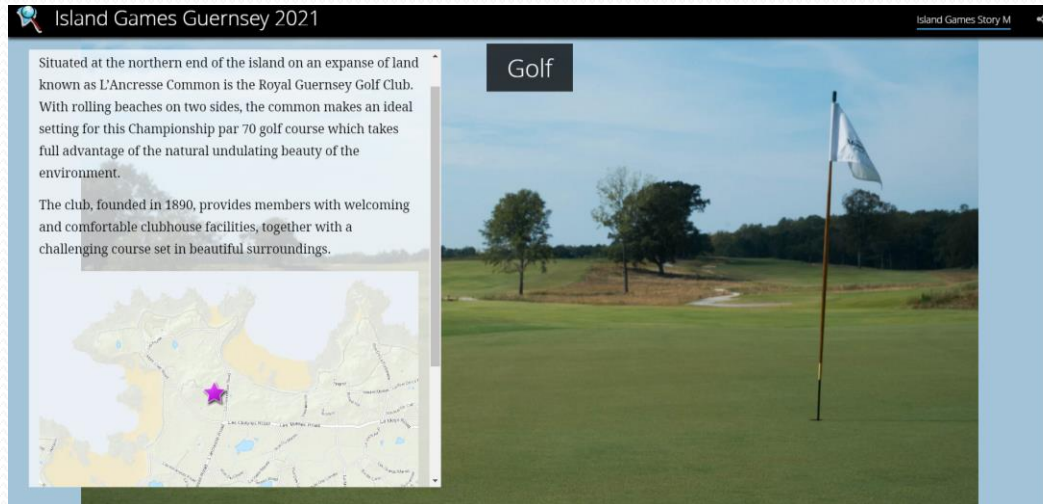 Island Games Guernsey 2021
Island Games Story M
Golf
Situated at the northern end of the island on an expanse of land
known as L'Ancresse Common is the Royal Guernsey Golf Club.
With rolling beaches on two sides, the common makes an ideal
setting for this Championship par 70 golf course which takes
full advantage of the natural undulating beauty of the
environment.
The club, founded in 1890, provides members with welcoming
and comfortable clubhouse facilities, together with a
challenging course set in beautiful surroundings.